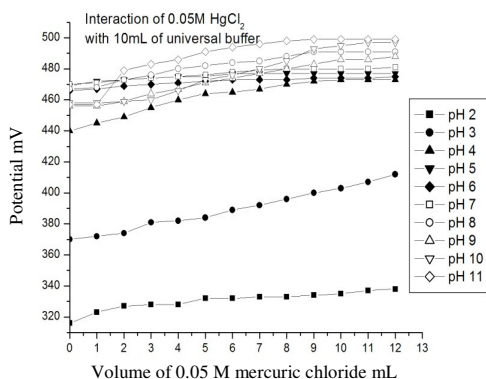 Interaction of 0.05M HgCl2
with 10mL of universal buffer
500
480
460
440
420
400
380
360
340
320
Potential mV
0 1 2 3 4 5 6 7 8 9 10 11 12 13
Volume of 0.05 M mercuric chloride mL
pH 2
pH 3
pH 4
pH 5
pH 6
pH 7
pH 8
pH 9
pH 10
pH 11